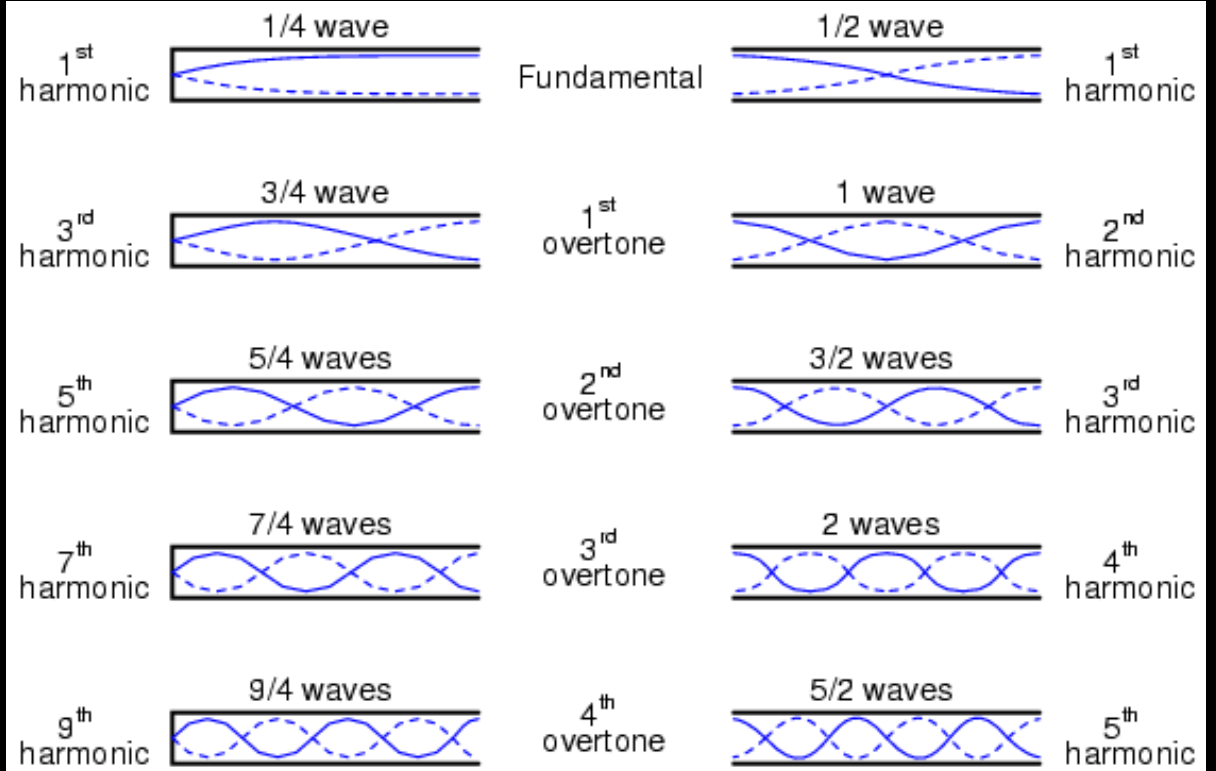 1/4 wave
1/2 wave
1st
harmonic
Fundamental
1st
harmonic
3/4 wave
1 wave
3rd
harmonic
1st
overtone
2nd
harmonic
5/4 waves
3/2 waves
5th
harmonic
2nd
overtone
3rd
harmonic
7/4 waves
2 waves
7th
harmonic
3rd
overtone
4th
harmonic
9/4 waves
5/2 waves
9th
harmonic
4th
overtone
5th
harmonic